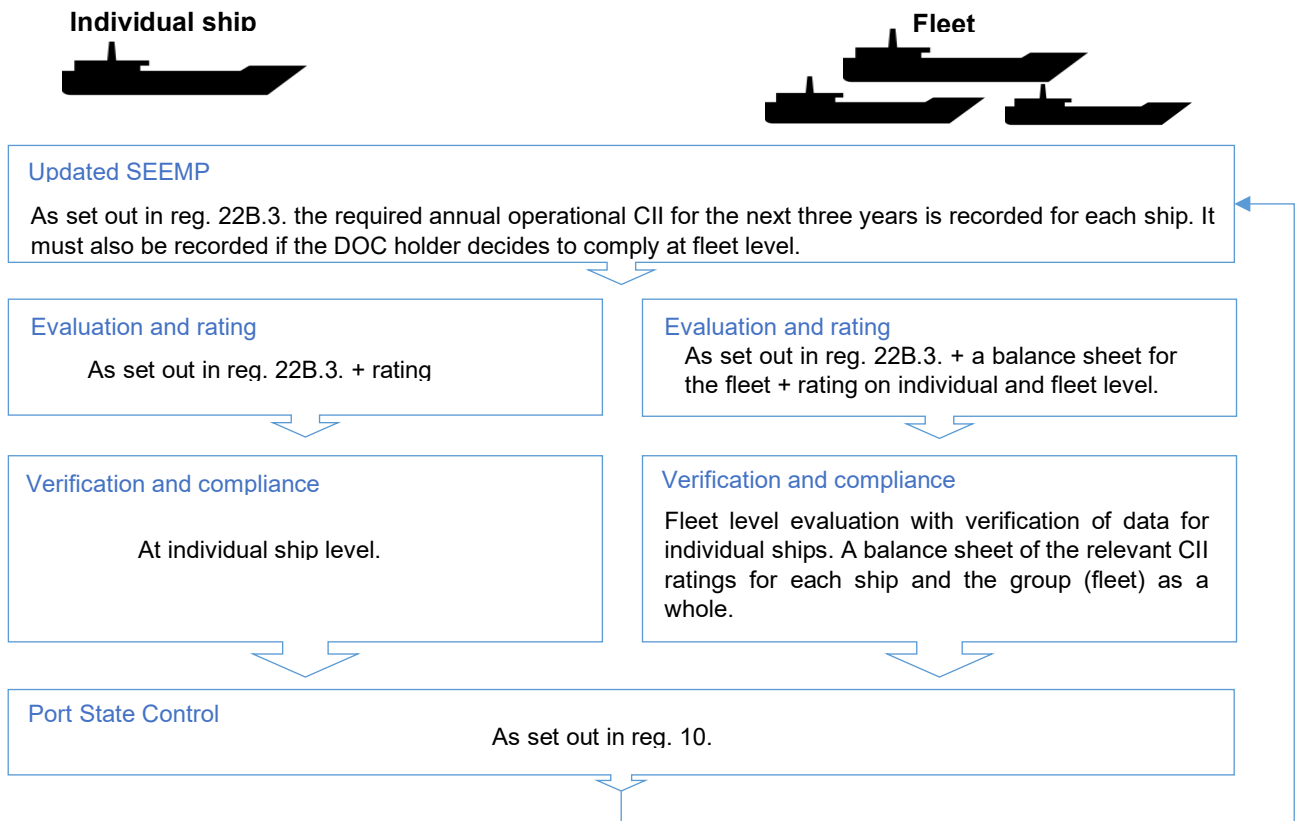 Individual ship
Fleet
Updated SEEMP
As set out in reg. 22B.3. the required annual operational CII for the next three years is recorded for each ship. It
must also be recorded if the DOC holder decides to comply at fleet level.
Evaluation and rating
As set out in reg. 22B.3. + rating
Evaluation and rating
As set out in reg. 22B.3. + a balance sheet for
the fleet + rating on individual and fleet level.
Verification and compliance
At individual ship level.
Verification and compliance
Fleet level evaluation with verification of data for
individual ships. A balance sheet of the relevant CII
ratings for each ship and the group (fleet) as a
whole.
Port State Control
As set out in reg. 10.